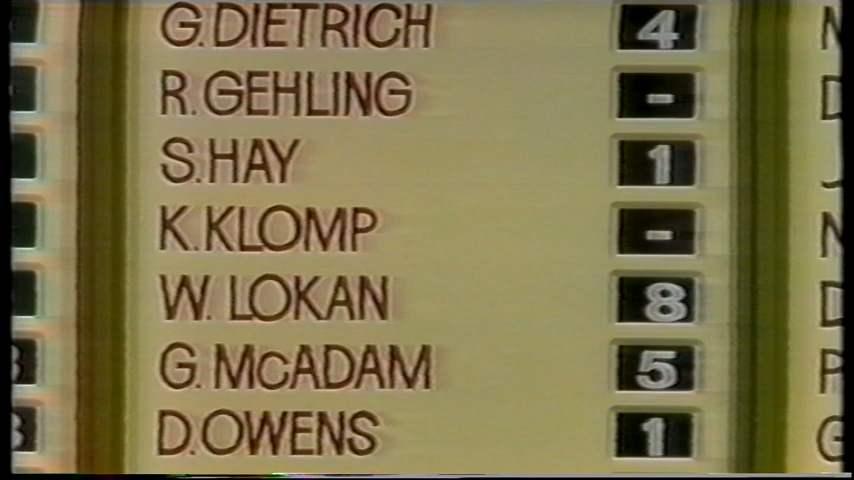 G. DIETRICH 4
R. GEHLING -
S. HAY 1
K. KLOMP -
W. LOKAN 8
G. McADAM 5
D. OWENS 1